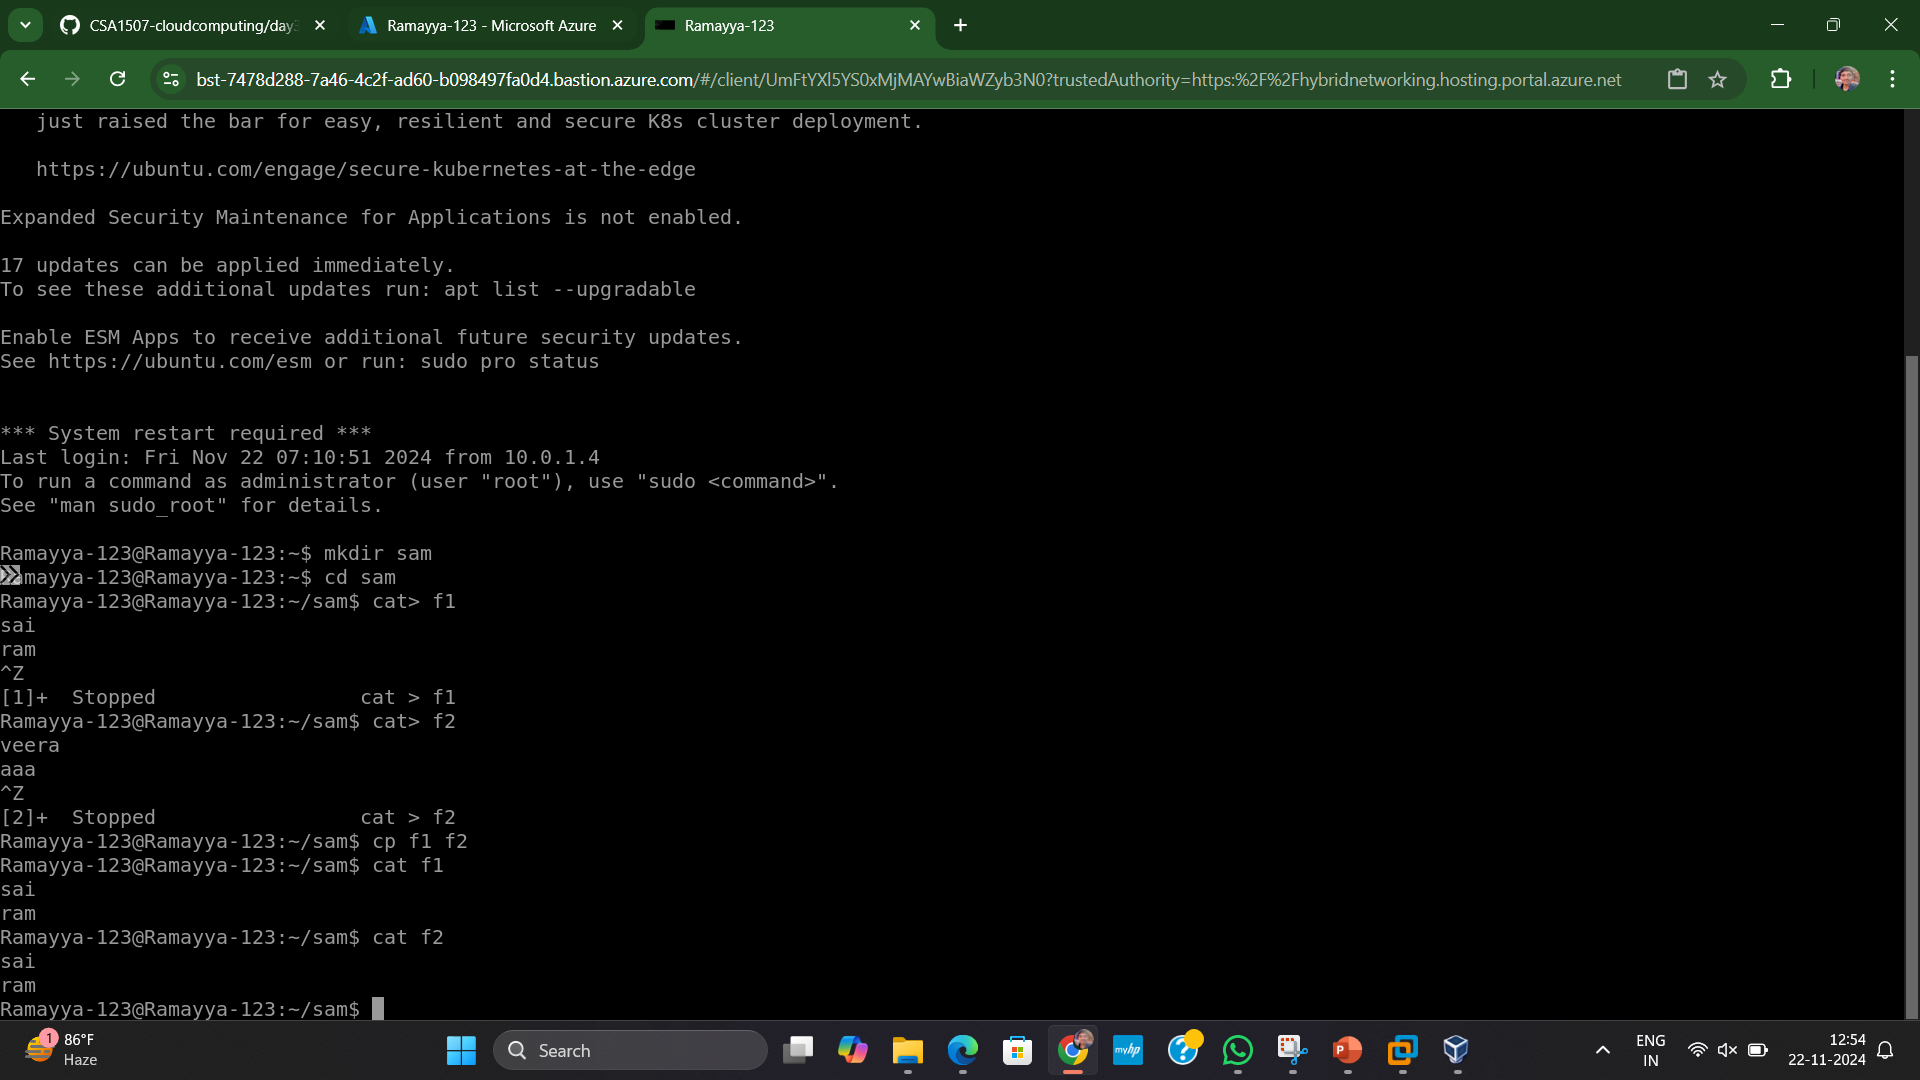 CSA1507-cloudcomputing/day3
Ramayya-123 - Microsoft Azure
Ramayya-123
bst-7478d288-7a46-4c2f-ad60-b098497fa0d4.bastion.azure.com/#/client/UmFtYXl5YS0xMjMAYwBiaWZyb3N0?trustedAuthority=https:%2F%2Fhybridnetworking.hosting.portal.azure.net
just raised the bar for easy, resilient and secure K8s cluster deployment.
https://ubuntu.com/engage/secure-kubernetes-at-the-edge
Expanded Security Maintenance for Applications is not enabled.
17 updates can be applied immediately.
To see these additional updates run: apt list --upgradable
Enable ESM Apps to receive additional future security updates.
See https://ubuntu.com/esm or run: sudo pro status
*** System restart required ***
Last login: Fri Nov 22 07:10:51 2024 from 10.0.1.4
To run a command as administrator (user "root"), use "sudo <command>".
See "man sudo_root" for details.
Ramayya-123@Ramayya-123:~$ mkdir sam
amayya-123@Ramayya-123:~$ cd sam
Ramayya-123@Ramayya-123:~/sam$ cat> f1
sai
ram
^Z
[1]+  Stopped                 cat > f1
Ramayya-123@Ramayya-123:~/sam$ cat> f2
veera
aaa
^Z
[2]+  Stopped                 cat > f2
Ramayya-123@Ramayya-123:~/sam$ cp f1 f2
Ramayya-123@Ramayya-123:~/sam$ cat f1
sai
ram
Ramayya-123@Ramayya-123:~/sam$ cat f2
sai
ram
Ramayya-123@Ramayya-123:~/sam$
1
86°F
Haze
Search
myhp
ENG
IN
12:54
22-11-2024